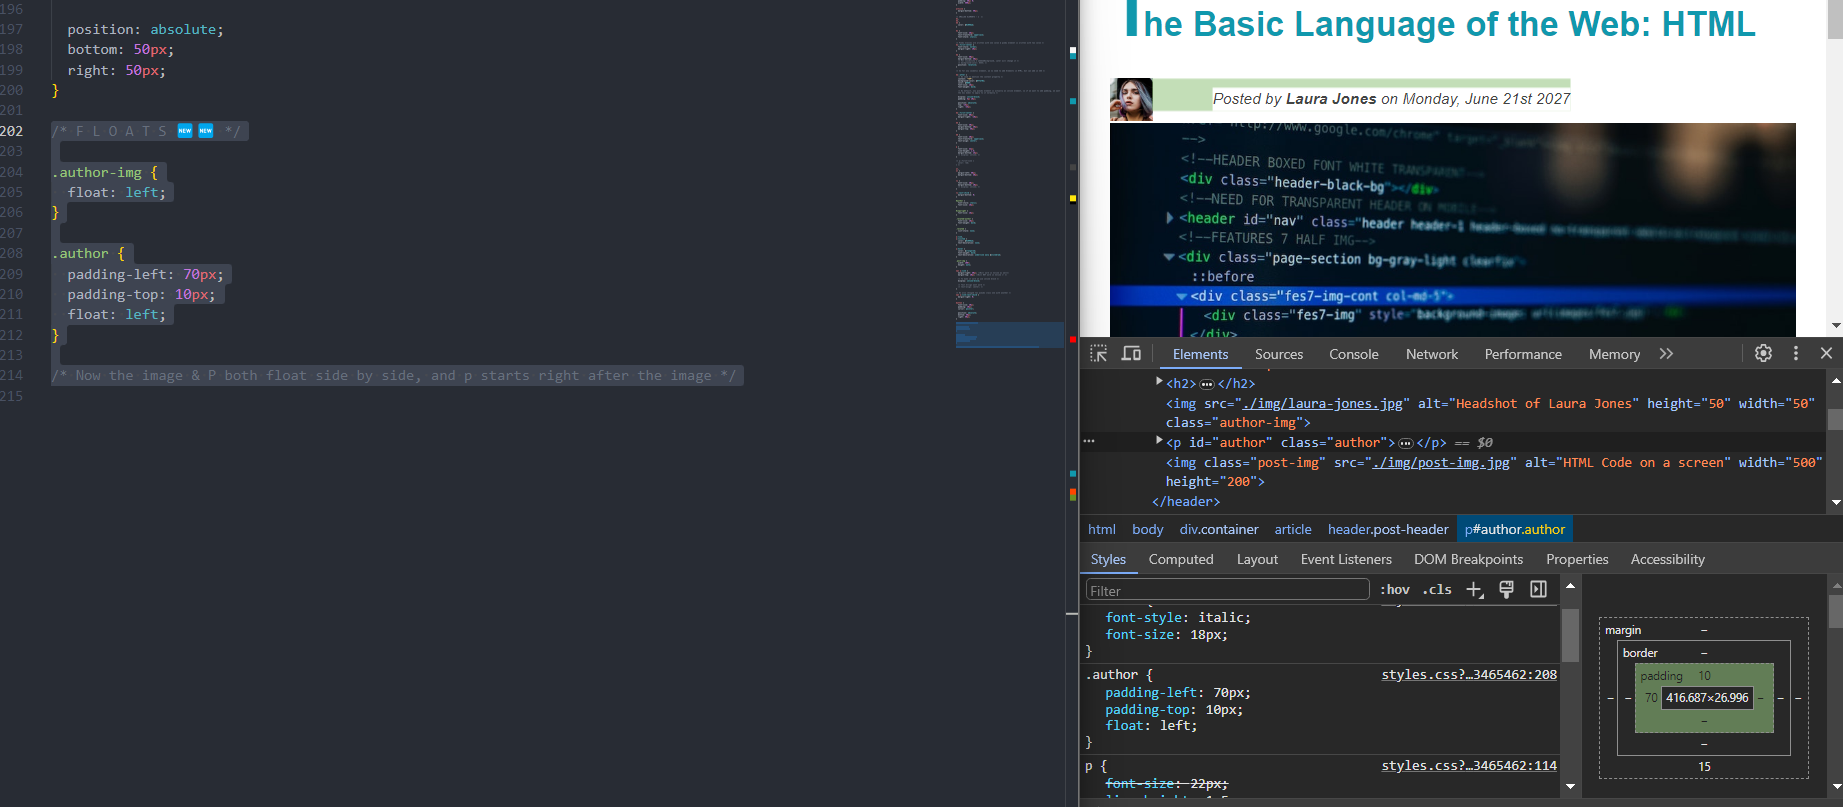 196
197 position: absolute;
198 bottom: 50px;
199 right: 50px;
200 }
201
202 /* F L O A T S NEW NEW */
203
204 .author-img {
205 float: left;
206 }
207
208 .author {
209 padding-left: 70px;
210 padding-top: 10px;
211 float: left;
212 }
213
214 /* Now the image & P both float side by side, and p starts right after the image */
215
The Basic Language of the Web: HTML
Posted by Laura Jones on Monday, June 21st 2027
-->
<!--HEADER BOXED FONT WHITE TRANSPARENT-->
<div class="header-black-bg"></div>
<!--NEED FOR TRANSPARENT HEADER ON MOBILE-->
<header id="nav" class="header header-1
<!--FEATURES 7 HALF IMG-->
<div class="page-section bg-gray-light clearfix">
::before
<div class="fes7-img-cont col-md-5">
<div class="fes7-img" style="
</div>
Elements Sources Console Network Performance Memory
<h2>…</h2>
<img src="./img/laura-jones.jpg" alt="Headshot of Laura Jones" height="50" width="50"
class="author-img">
<p id="author" class="author">…</p> == $0
<img class="post-img" src="./img/post-img.jpg" alt="HTML Code on a screen" width="500"
height="200">
</header>
html body div.container article header.post-header p#author.author
Styles Computed Layout Event Listeners DOM Breakpoints Properties Accessibility
Filter :hov .cls
font-style: italic;
font-size: 18px;
}
.author { styles.css?…3465462:208
padding-left: 70px;
padding-top: 10px;
float: left;
}
p { styles.css?…3465462:114
font-size: 22px;
margin –
border –
padding 10
– – 70 416.687×26.996 – – –
–
–
15